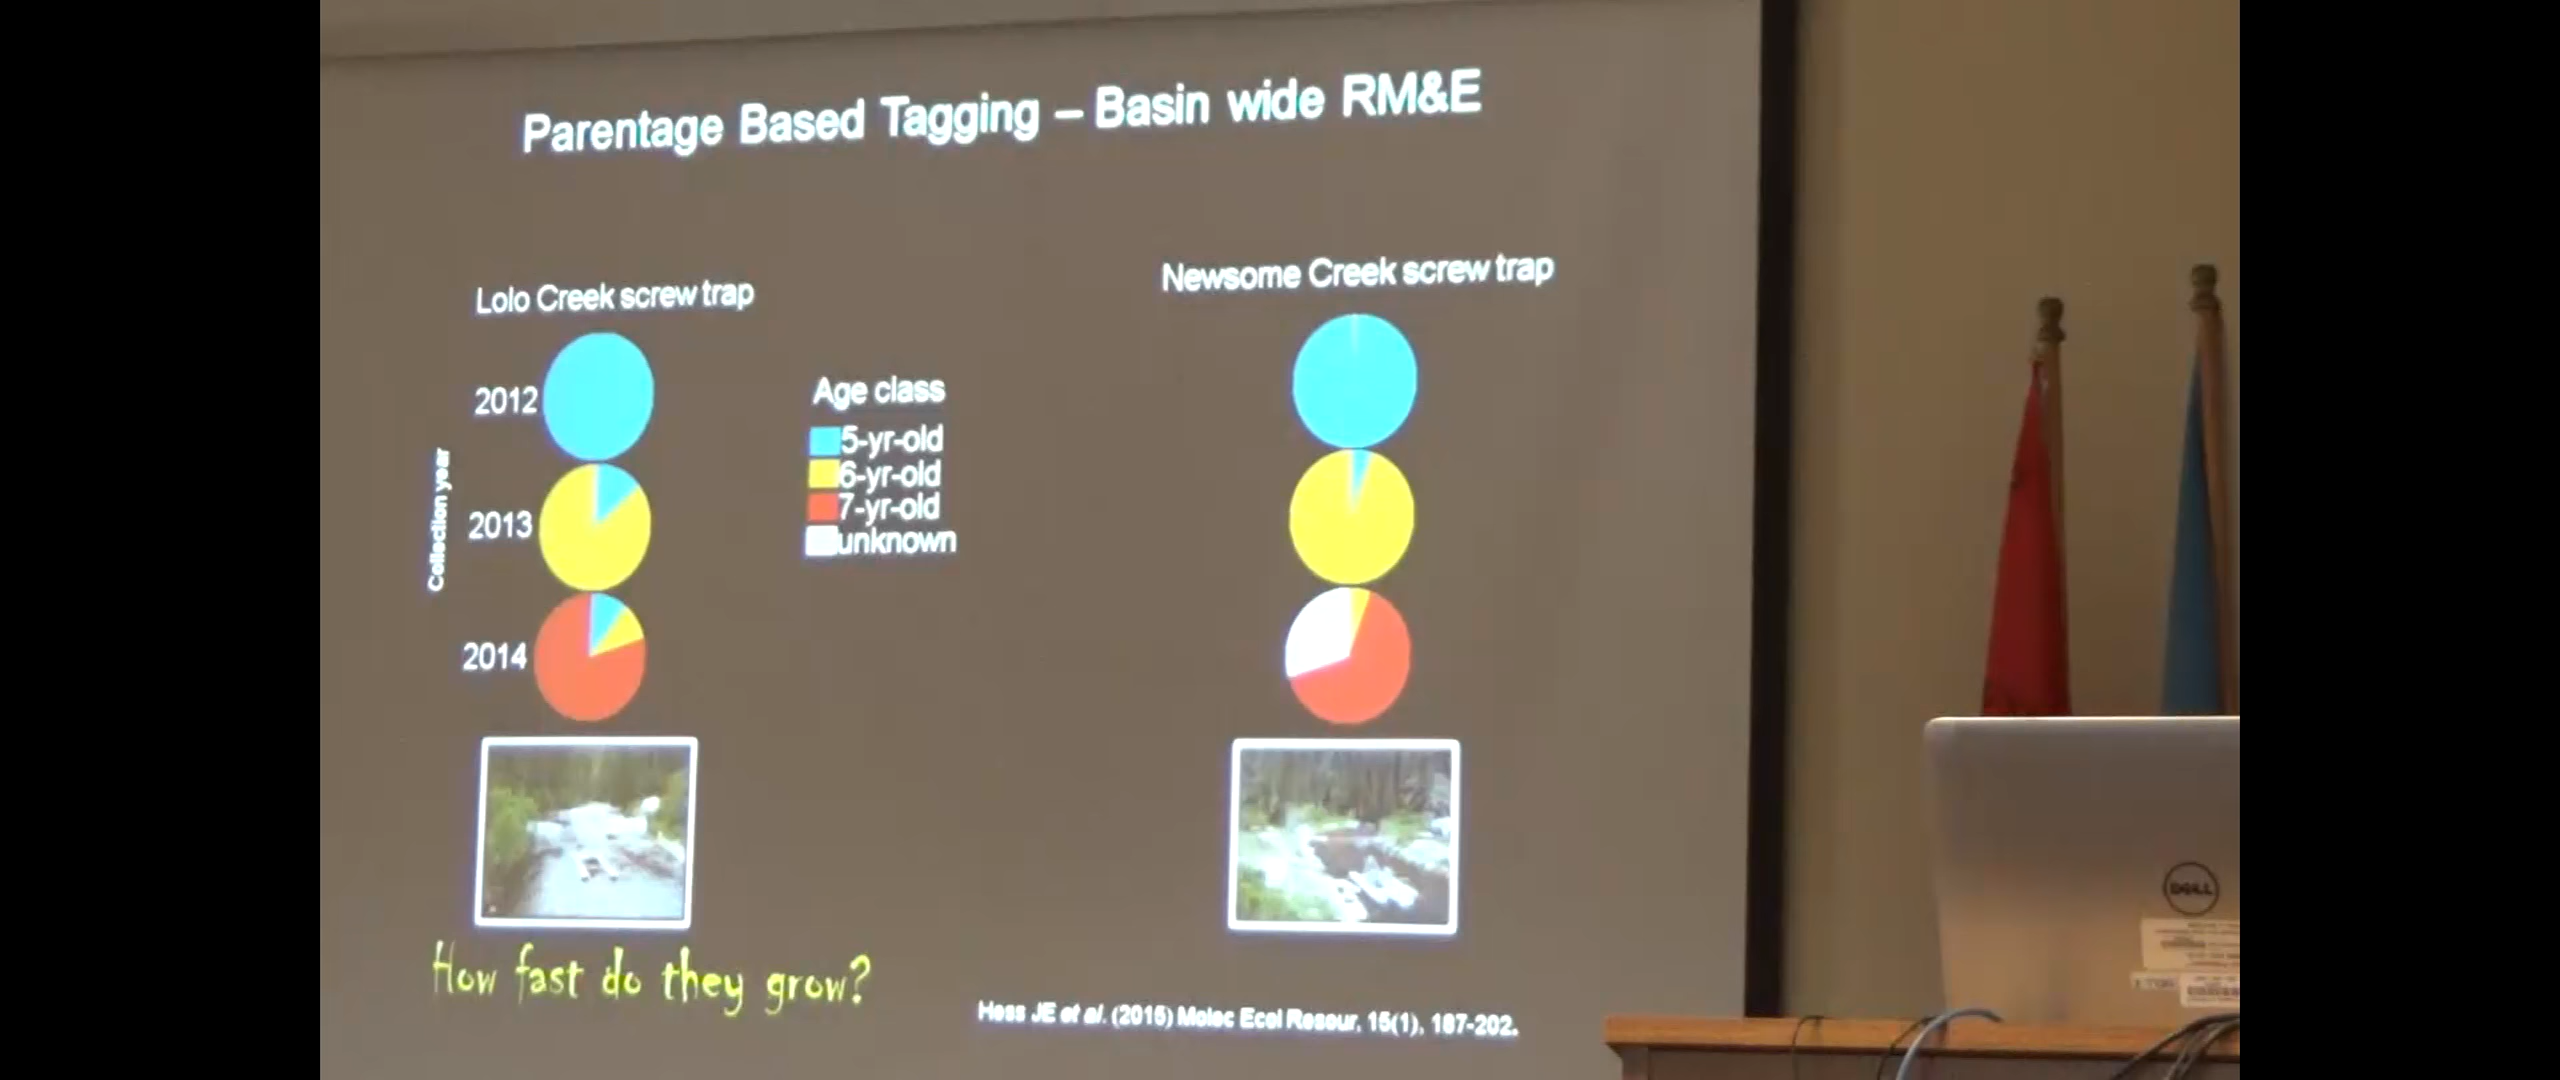 Parentage Based Tagging – Basin wide RM&E
Lolo Creek screw trap
Newsome Creek screw trap
Collection year
2012
2013
2014
Age class
5-yr-old
6-yr-old
7-yr-old
unknown
How fast do they grow?
Hess JE et al. (2015) Molec Ecol Resour, 15(1), 187-202.
DELL